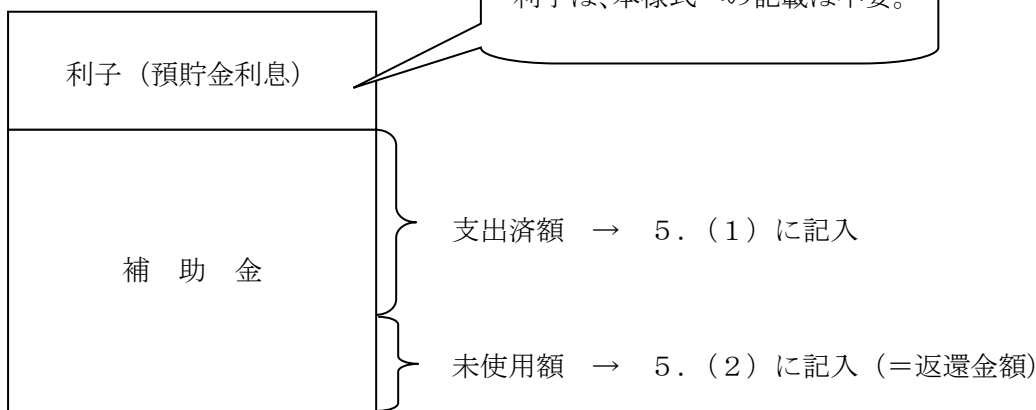 利子は、本様式への記載は不要。
利子（預貯金利息）
支出済額　→　５．（１）に記入
補　助　金
未使用額　→　５．（２）に記入（＝返還金額）